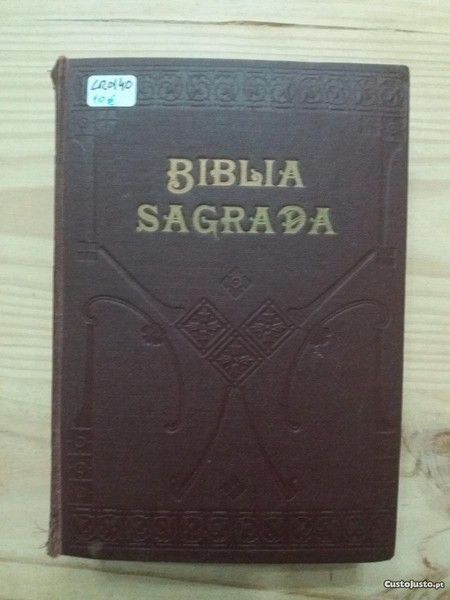 LR0140
10€
BIBLIA
SAGRADA
CustoJusto.pt